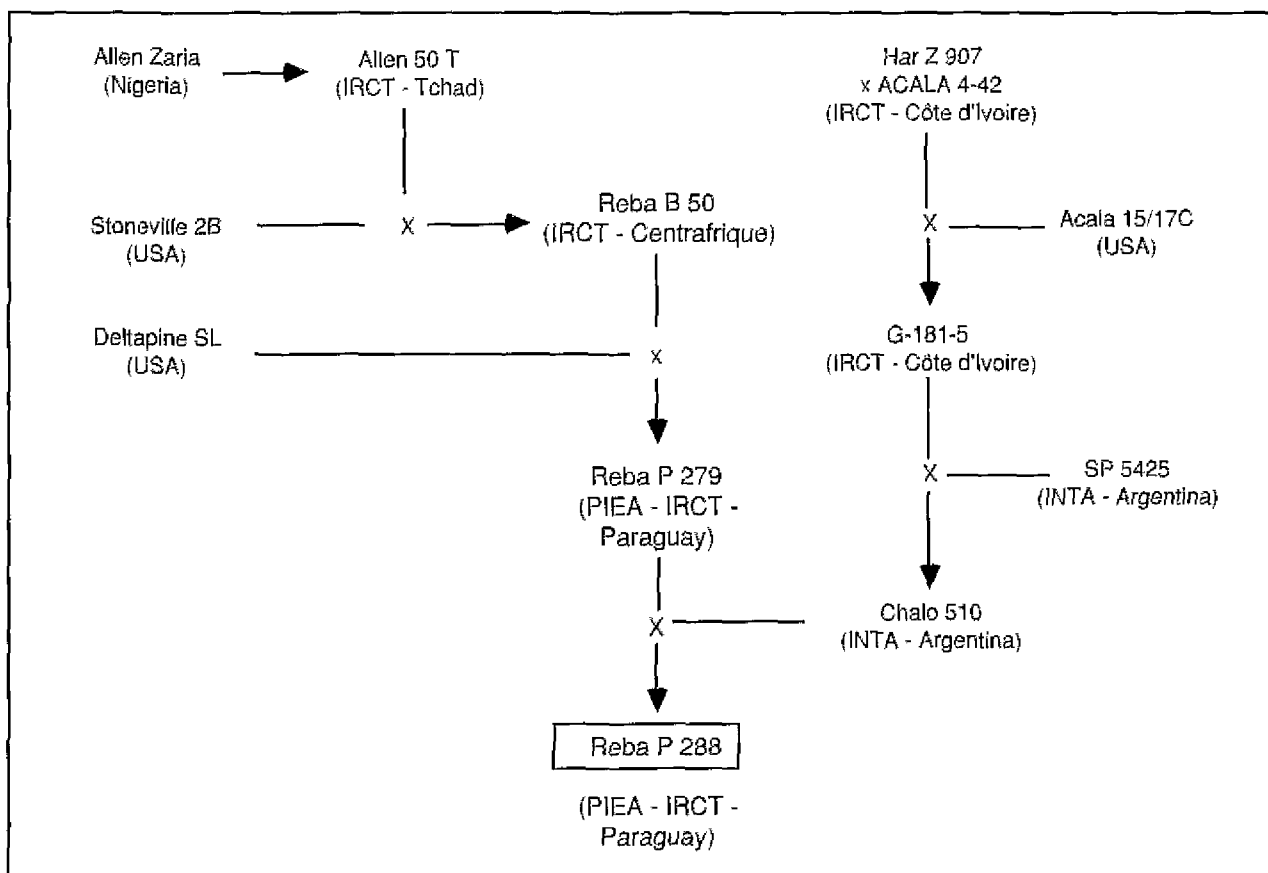 Allen Zaria
(Nigeria)
Allen 50 T
(IRCT - Tchad)
Har Z 907
x ACALA 4-42
(IRCT - Côte d'Ivoire)
Stoneville 2B
(USA)
X
Reba B 50
(IRCT - Centrafrique)
X
Acala 15/17C
(USA)
Deltapine SL
(USA)
x
G-181-5
(IRCT - Côte d'Ivoire)
Reba P 279
(PIEA - IRCT -
Paraguay)
X
SP 5425
(INTA - Argentina)
X
Chalo 510
(INTA - Argentina)
Reba P 288
(PIEA - IRCT -
Paraguay)